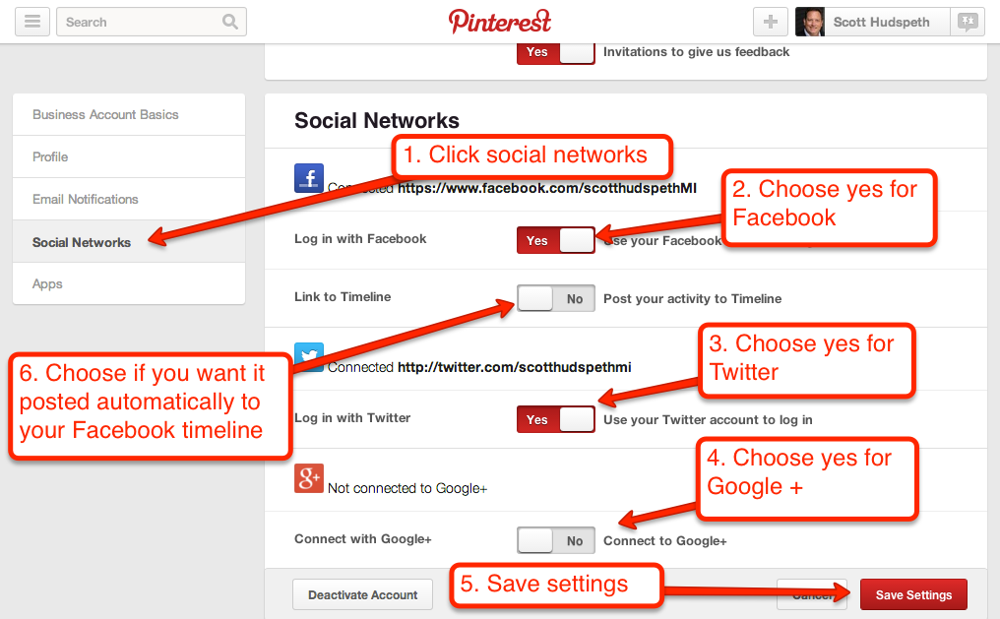 Search
Pinterest
Scott Hudspeth
Yes
Invitations to give us feedback
Business Account Basics
Profile
Email Notifications
Social Networks
Apps
Social Networks
1. Click social networks
Connected https://www.facebook.com/scotthudspethMI
2. Choose yes for
Facebook
Log in with Facebook
Yes
Use your Facebook
Link to Timeline
No
Post your activity to Timeline
6. Choose if you want it
posted automatically to
your Facebook timeline
Connected http://twitter.com/scotthudspethmi
3. Choose yes for
Twitter
Log in with Twitter
Yes
Use your Twitter account to log in
4. Choose yes for
Google +
Not connected to Google+
Connect with Google+
No
Connect to Google+
Deactivate Account
5. Save settings
Cancel
Save Settings